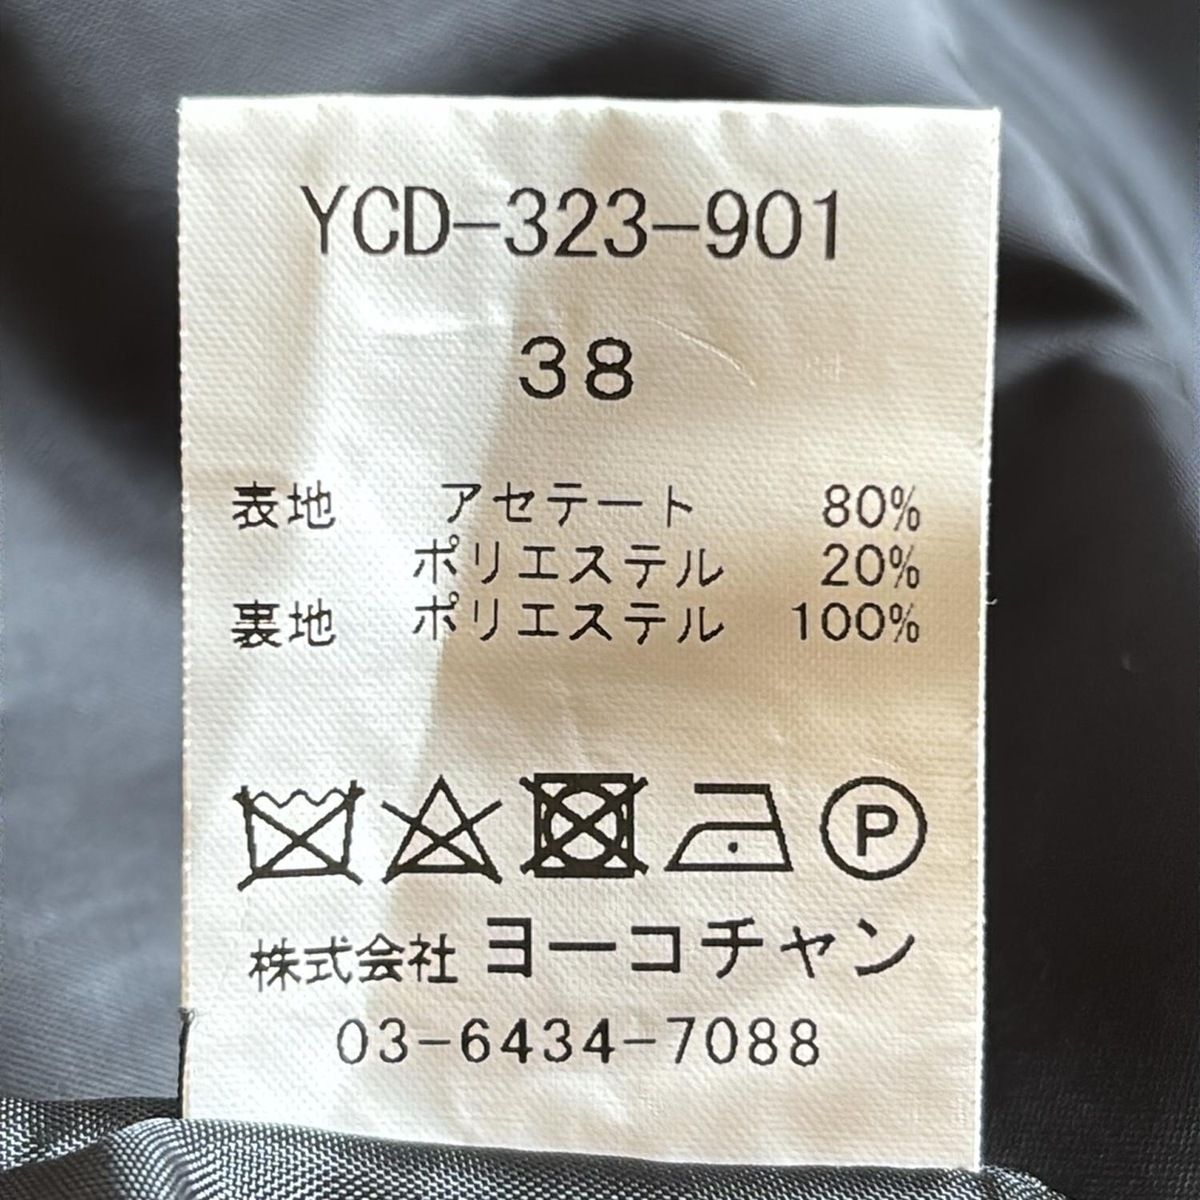 YCD-323-901
38
表地 アセテート 80%
ポリエステル 20%
裏地 ポリエステル 100%
P
株式会社 ヨーコチャン
03-6434-7088